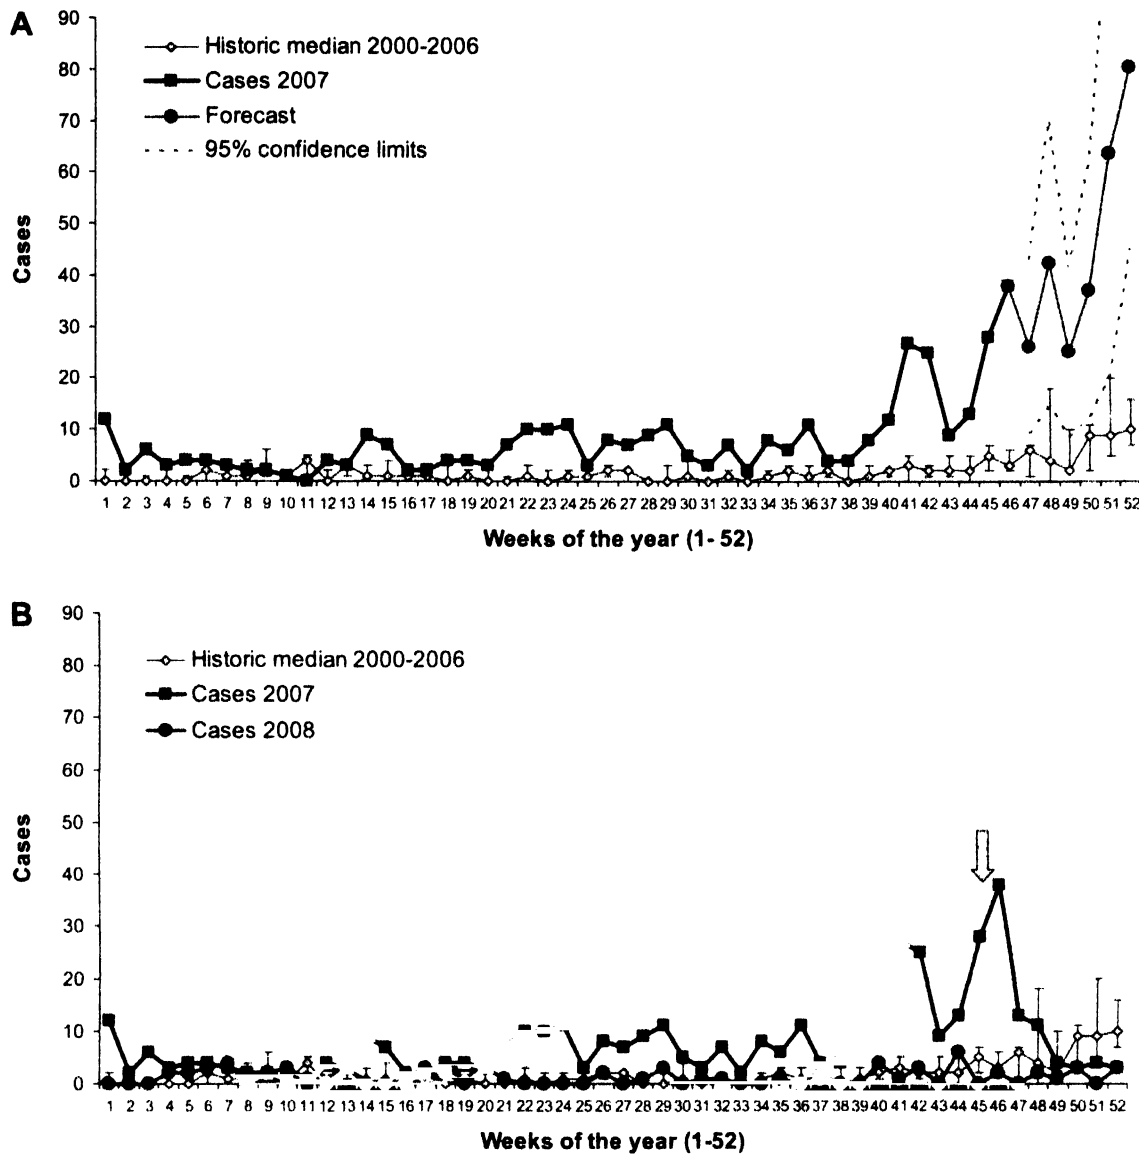 A
90
80
70
60
50
40
30
20
10
0
Cases
Historic median 2000-2006
Cases 2007
Forecast
95% confidence limits
1 2 3 4 5 6 7 8 9 10 11 12 13 14 15 16 17 18 19 20 21 22 23 24 25 26 27 28 29 30 31 32 33 34 35 36 37 38 39 40 41 42 43 44 45 46 47 48 49 50 51 52
Weeks of the year (1- 52)
B
90
80
70
60
50
40
30
20
10
0
Cases
Historic median 2000-2006
Cases 2007
Cases 2008
1 2 3 4 5 6 7 8 9 10 11 12 13 14 15 16 17 18 19 20 21 22 23 24 25 26 27 28 29 30 31 32 33 34 35 36 37 38 39 40 41 42 43 44 45 46 47 48 49 50 51 52
Weeks of the year (1-52)